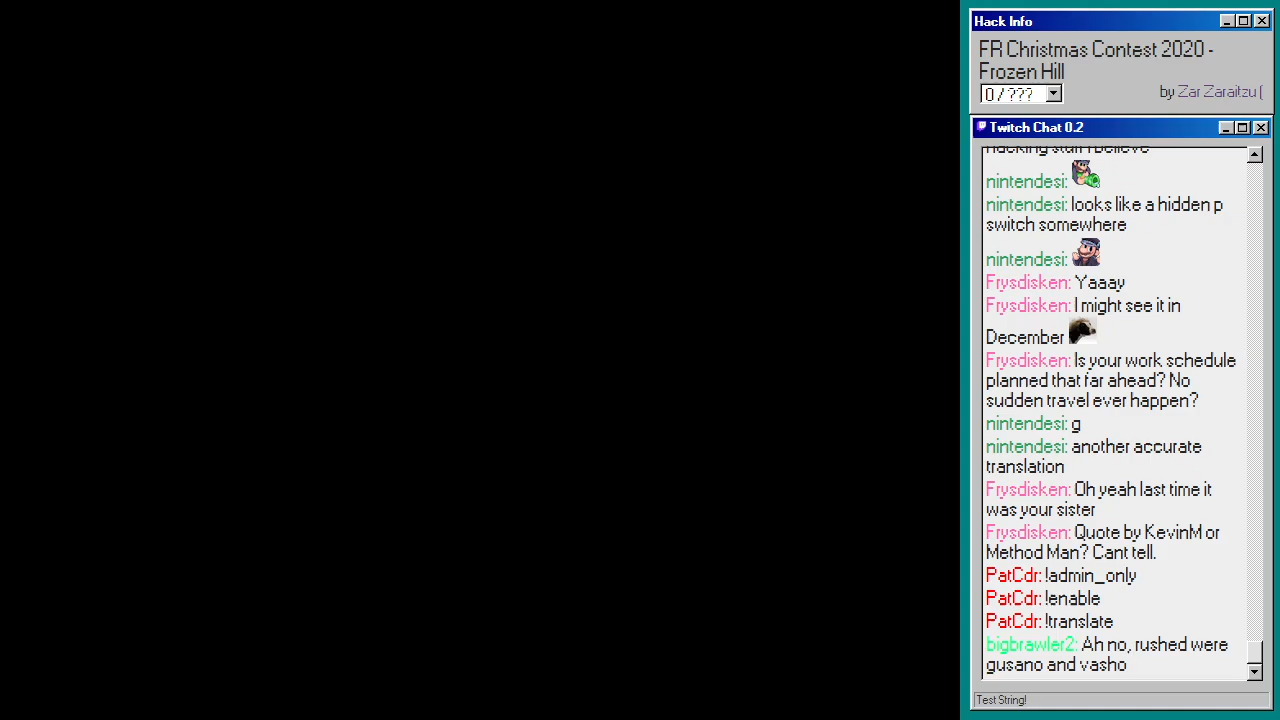 Hack Info
FR Christmas Contest 2020 -
Frozen Hill
0 / ???
by Zar Zaraitzu (
Twitch Chat 0.2
hacking stuff I believe
nintendesi:
nintendesi: looks like a hidden p
switch somewhere
nintendesi:
Frysdisken: Yaaay
Frysdisken: I might see it in
December
Frysdisken: Is your work schedule
planned that far ahead? No
sudden travel ever happen?
nintendesi: g
nintendesi: another accurate
translation
Frysdisken: Oh yeah last time it
was your sister
Frysdisken: Quote by KevinM or
Method Man? Cant tell.
PatCdr: !admin_only
PatCdr: !enable
PatCdr: !translate
bigbrawler2: Ah no, rushed were
gusano and vasho
Test String!